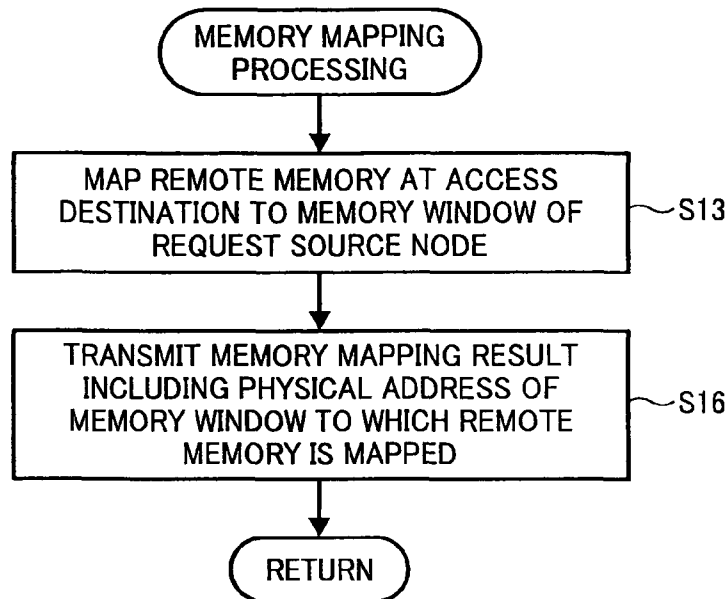 MEMORY MAPPING
PROCESSING
MAP REMOTE MEMORY AT ACCESS
DESTINATION TO MEMORY WINDOW OF
REQUEST SOURCE NODE
S13
TRANSMIT MEMORY MAPPING RESULT
INCLUDING PHYSICAL ADDRESS OF
MEMORY WINDOW TO WHICH REMOTE
MEMORY IS MAPPED
S16
RETURN